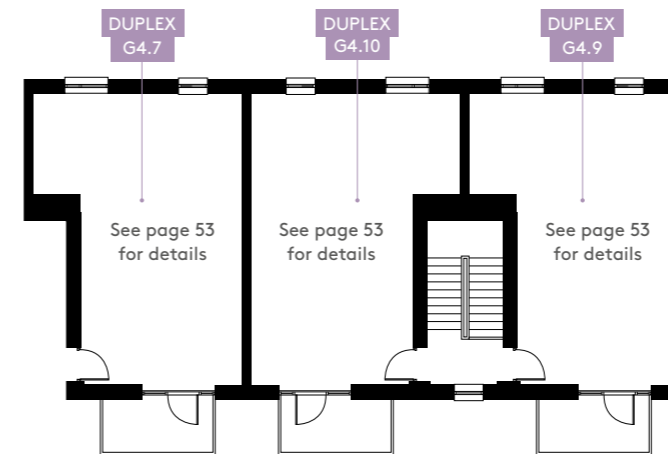 DUPLEX
G4.7
DUPLEX
G4.10
DUPLEX
G4.9
See page 53
for details
See page 53
for details
See page 53
for details